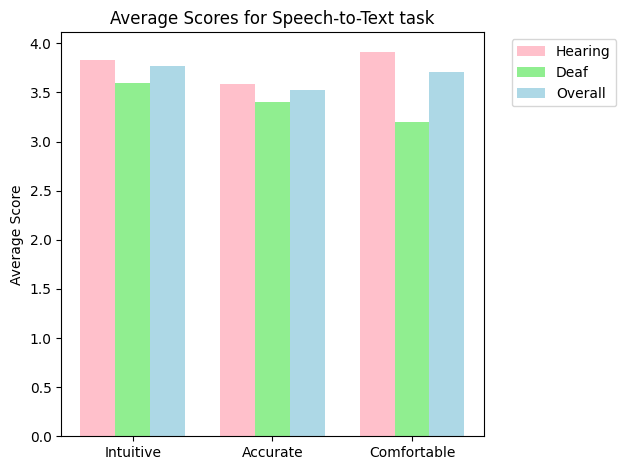 Average Scores for Speech-to-Text task
Hearing
Deaf
Overall
Average Score
4.0
3.5
3.0
2.5
2.0
1.5
1.0
0.5
0.0
Intuitive
Accurate
Comfortable